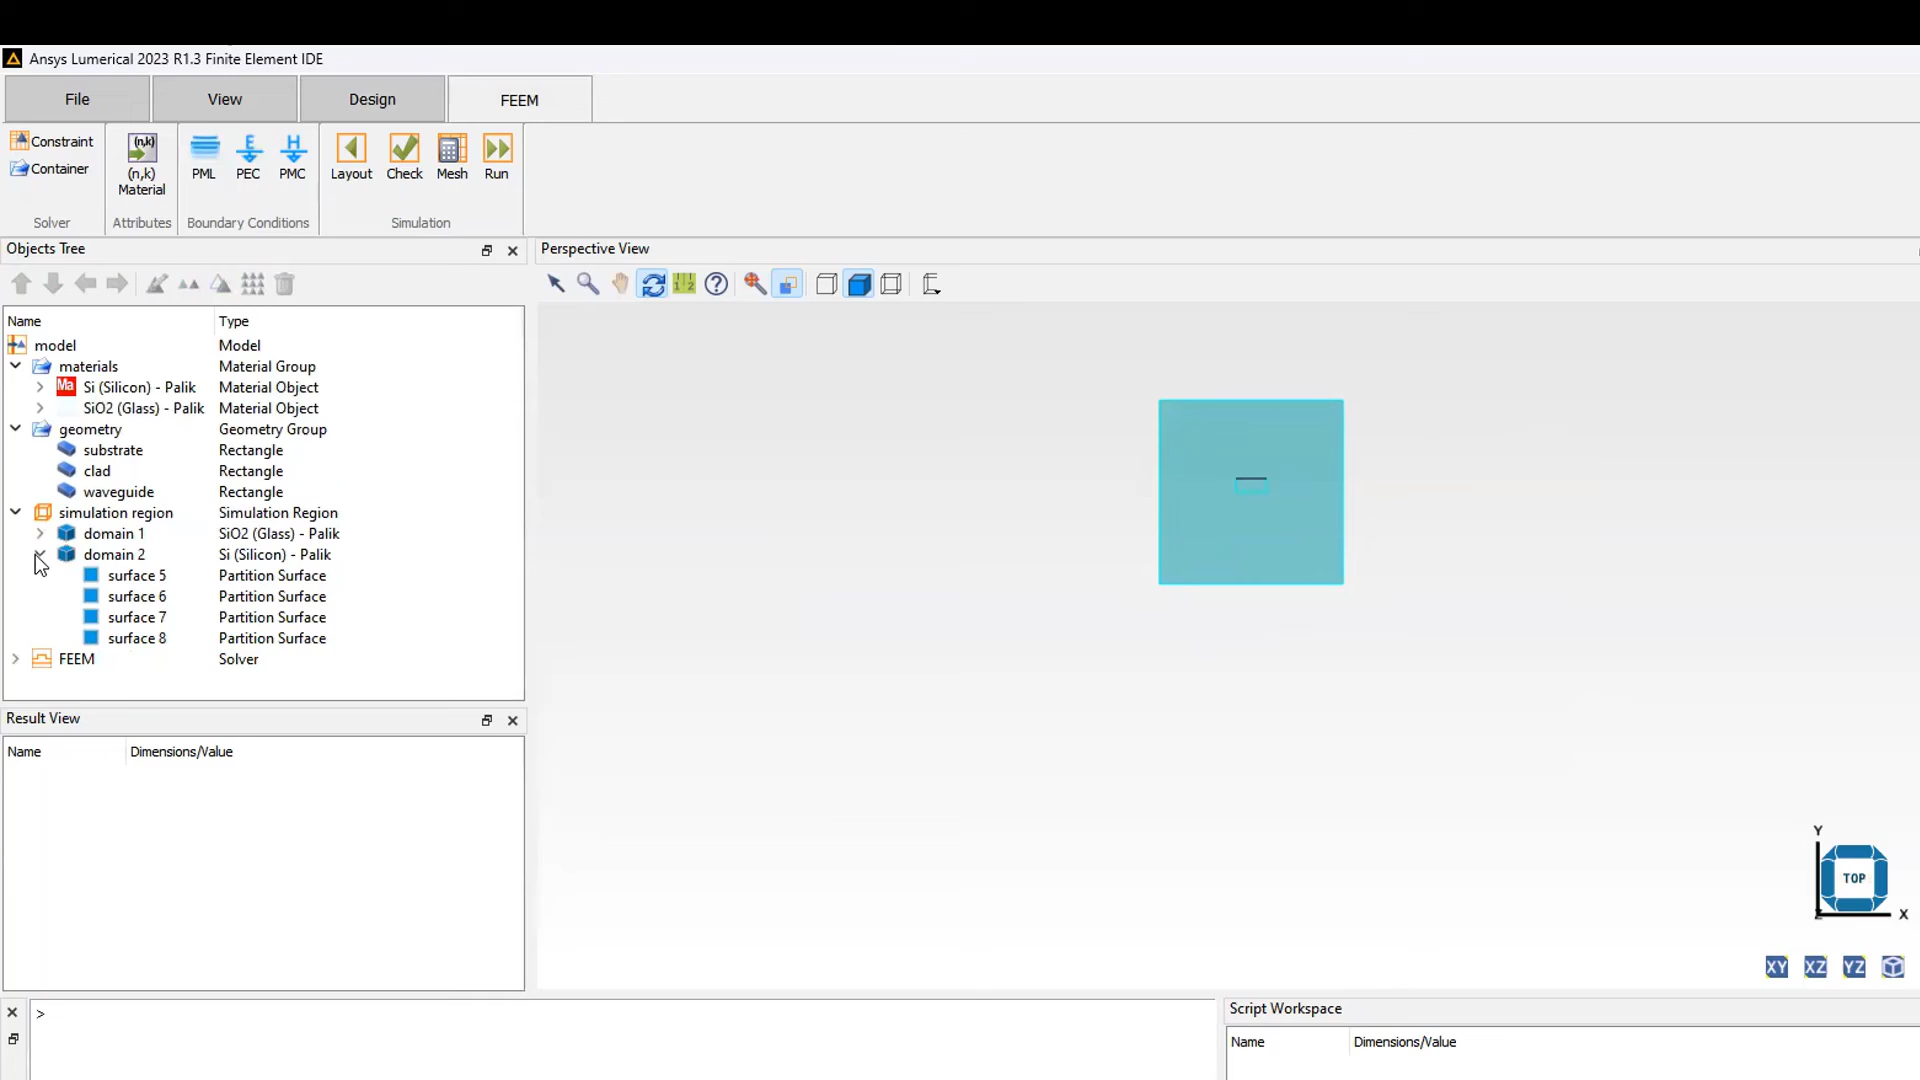 Ansys Lumerical 2023 R1.3 Finite Element IDE
File View Design FEEM
Constraint
Container
(n,k)
(n,k)
Material
PML
E
PEC
H
PMC
Layout
Check
Mesh
Run
Solver Attributes Boundary Conditions Simulation
Objects Tree
Perspective View
1 2
?
Name Type
model Model
materials Material Group
Ma Si (Silicon) - Palik Material Object
SiO2 (Glass) - Palik Material Object
geometry Geometry Group
substrate Rectangle
clad Rectangle
waveguide Rectangle
simulation region Simulation Region
domain 1 SiO2 (Glass) - Palik
domain 2 Si (Silicon) - Palik
surface 5 Partition Surface
surface 6 Partition Surface
surface 7 Partition Surface
surface 8 Partition Surface
FEEM Solver
Result View
Name Dimensions/Value
Y
TOP
X
XY XZ YZ
>
Script Workspace
Name Dimensions/Value